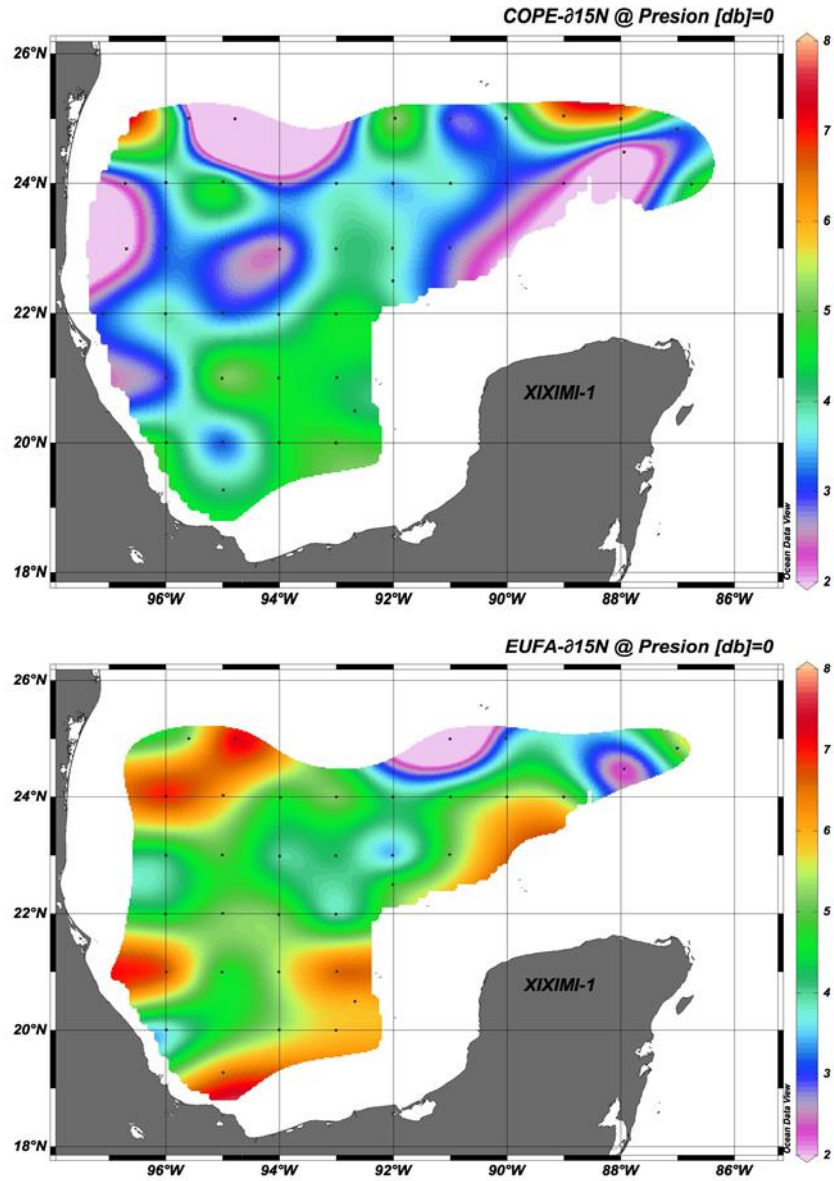 COPE-∂15N @ Presion [db]=0
26°N
24°N
22°N
20°N
18°N
96°W 94°W 92°W 90°W 88°W 86°W
XIXIMI-1
Ocean Data View
8
7
6
5
4
3
2
EUFA-∂15N @ Presion [db]=0
26°N
24°N
22°N
20°N
18°N
96°W 94°W 92°W 90°W 88°W 86°W
XIXIMI-1
Ocean Data View
8
7
6
5
4
3
2